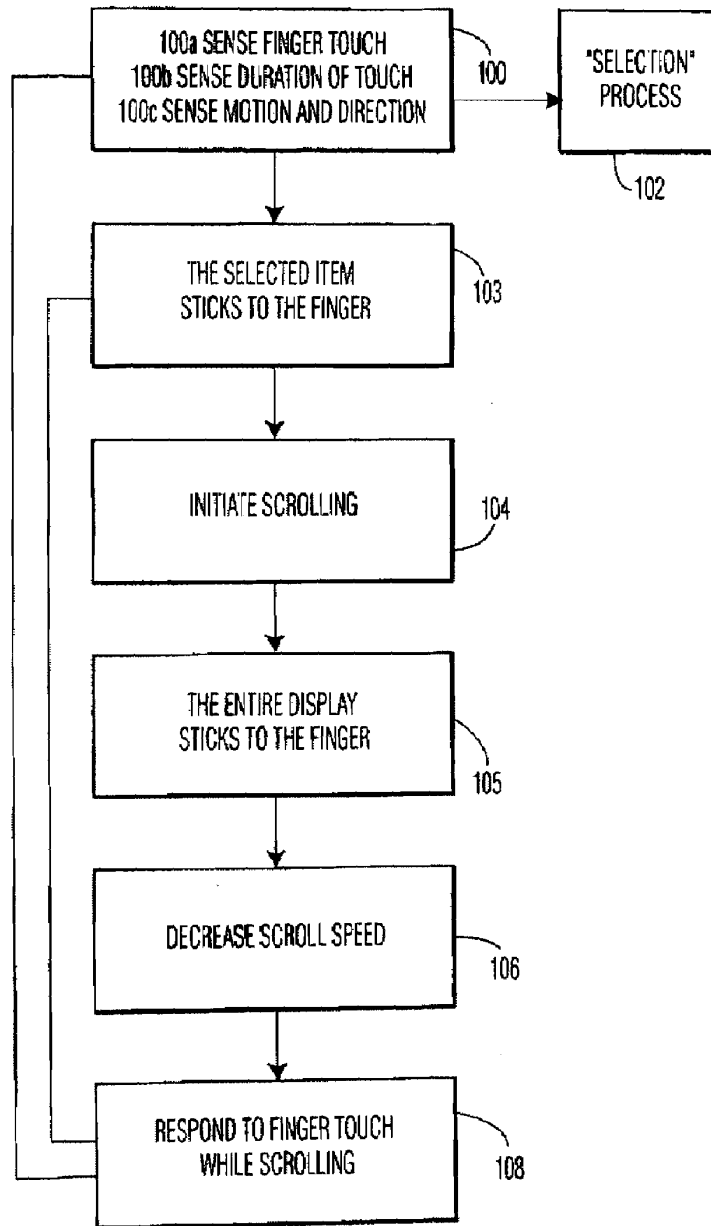 100a SENSE FINGER TOUCH
100b SENSE DURATION OF TOUCH
100c SENSE MOTION AND DIRECTION
100
"SELECTION"
PROCESS
102
THE SELECTED ITEM
STICKS TO THE FINGER
103
INITIATE SCROLLING
104
THE ENTIRE DISPLAY
STICKS TO THE FINGER
105
DECREASE SCROLL SPEED
106
RESPOND TO FINGER TOUCH
WHILE SCROLLING
108